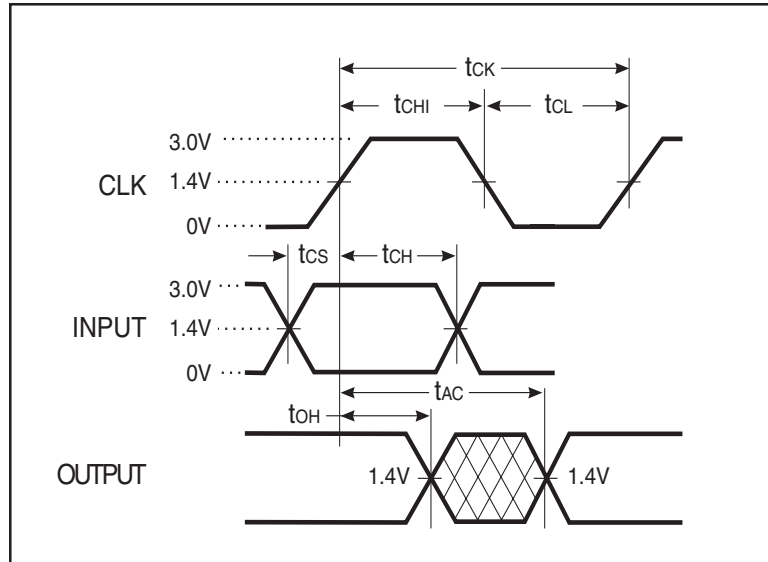 tCK
tCHI
tCL
3.0V
CLK
1.4V
0V
tCS
tCH
3.0V
INPUT
1.4V
0V
tAC
tOH
OUTPUT
1.4V
1.4V